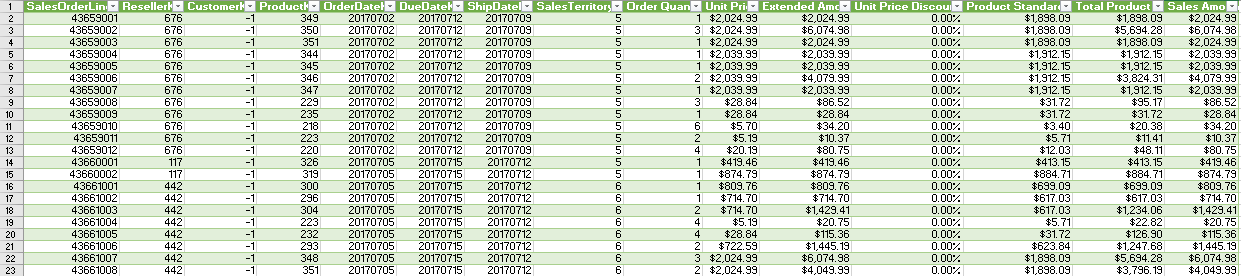 1 SalesOrderLin ResellerK CustomerK ProductK OrderDateK DueDateK ShipDateK SalesTerritory Order Quan Unit Pri Extended Amo Unit Price Discou Product Standar Total Product Sales Amo
2 43659001 676 -1 349 20170702 20170712 20170709 5 1 $2,024.99 $2,024.99 0.00% $1,898.09 $1,898.09 $2,024.99
3 43659002 676 -1 350 20170702 20170712 20170709 5 3 $2,024.99 $6,074.98 0.00% $1,898.09 $5,694.28 $6,074.98
4 43659003 676 -1 351 20170702 20170712 20170709 5 1 $2,024.99 $2,024.99 0.00% $1,898.09 $1,898.09 $2,024.99
5 43659004 676 -1 344 20170702 20170712 20170709 5 1 $2,039.99 $2,039.99 0.00% $1,912.15 $1,912.15 $2,039.99
6 43659005 676 -1 345 20170702 20170712 20170709 5 1 $2,039.99 $2,039.99 0.00% $1,912.15 $1,912.15 $2,039.99
7 43659006 676 -1 346 20170702 20170712 20170709 5 2 $2,039.99 $4,079.99 0.00% $1,912.15 $3,824.31 $4,079.99
8 43659007 676 -1 347 20170702 20170712 20170709 5 1 $2,039.99 $2,039.99 0.00% $1,912.15 $1,912.15 $2,039.99
9 43659008 676 -1 229 20170702 20170712 20170709 5 3 $28.84 $86.52 0.00% $31.72 $95.17 $86.52
10 43659009 676 -1 235 20170702 20170712 20170709 5 1 $28.84 $28.84 0.00% $31.72 $31.72 $28.84
11 43659010 676 -1 218 20170702 20170712 20170709 5 6 $5.70 $34.20 0.00% $3.40 $20.38 $34.20
12 43659011 676 -1 223 20170702 20170712 20170709 5 2 $5.19 $10.37 0.00% $5.71 $11.41 $10.37
13 43659012 676 -1 220 20170702 20170712 20170709 5 4 $20.19 $80.75 0.00% $12.03 $48.11 $80.75
14 43660001 117 -1 326 20170705 20170715 20170712 5 1 $419.46 $419.46 0.00% $413.15 $413.15 $419.46
15 43660002 117 -1 319 20170705 20170715 20170712 5 1 $874.79 $874.79 0.00% $884.71 $884.71 $874.79
16 43661001 442 -1 300 20170705 20170715 20170712 6 1 $809.76 $809.76 0.00% $699.09 $699.09 $809.76
17 43661002 442 -1 296 20170705 20170715 20170712 6 1 $714.70 $714.70 0.00% $617.03 $617.03 $714.70
18 43661003 442 -1 304 20170705 20170715 20170712 6 2 $714.70 $1,429.41 0.00% $617.03 $1,234.06 $1,429.41
19 43661004 442 -1 223 20170705 20170715 20170712 6 4 $5.19 $20.75 0.00% $5.71 $22.82 $20.75
20 43661005 442 -1 232 20170705 20170715 20170712 6 4 $28.84 $115.36 0.00% $31.72 $126.90 $115.36
21 43661006 442 -1 293 20170705 20170715 20170712 6 2 $722.59 $1,445.19 0.00% $623.84 $1,247.68 $1,445.19
22 43661007 442 -1 348 20170705 20170715 20170712 6 3 $2,024.99 $6,074.98 0.00% $1,898.09 $5,694.28 $6,074.98
23 43661008 442 -1 351 20170705 20170715 20170712 6 2 $2,024.99 $4,049.99 0.00% $1,898.09 $3,796.19 $4,049.99